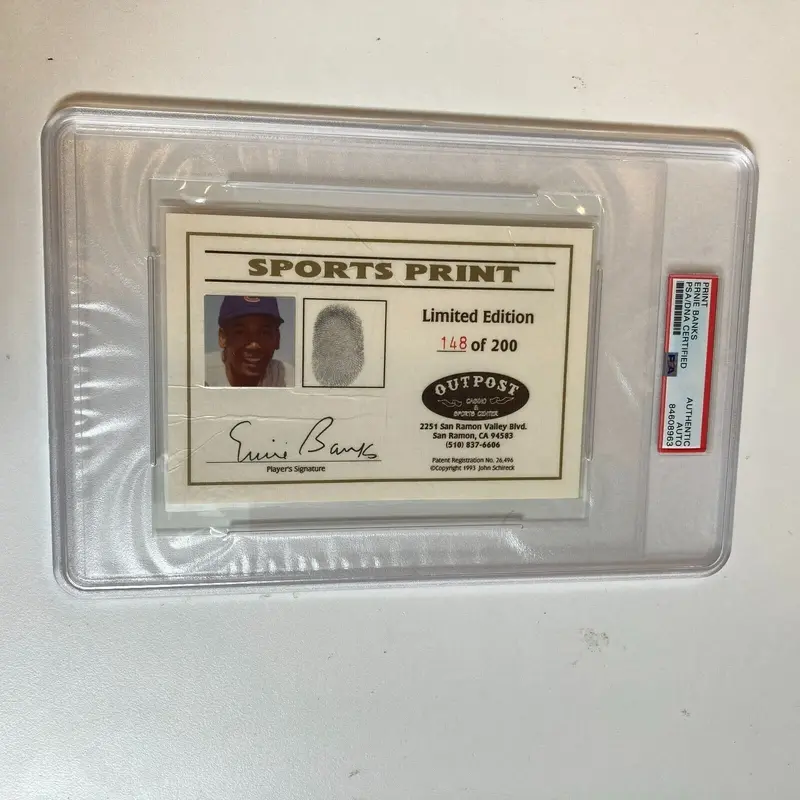 SPORTS PRINT
Limited Edition
148 of 200
OUTPOST
CARDIO
&
SPORTS CENTER
2251 San Ramon Valley Blvd.
San Ramon, CA 94583
(510) 837-6606
Patent Registration No. 26,496
©Copyright 1993 John Schireck
Ernie Banks
Player's Signature
PRINT
ERNIE BANKS
PSA/DNA CERTIFIED
PSA
AUTHENTIC
AUTO
84608963